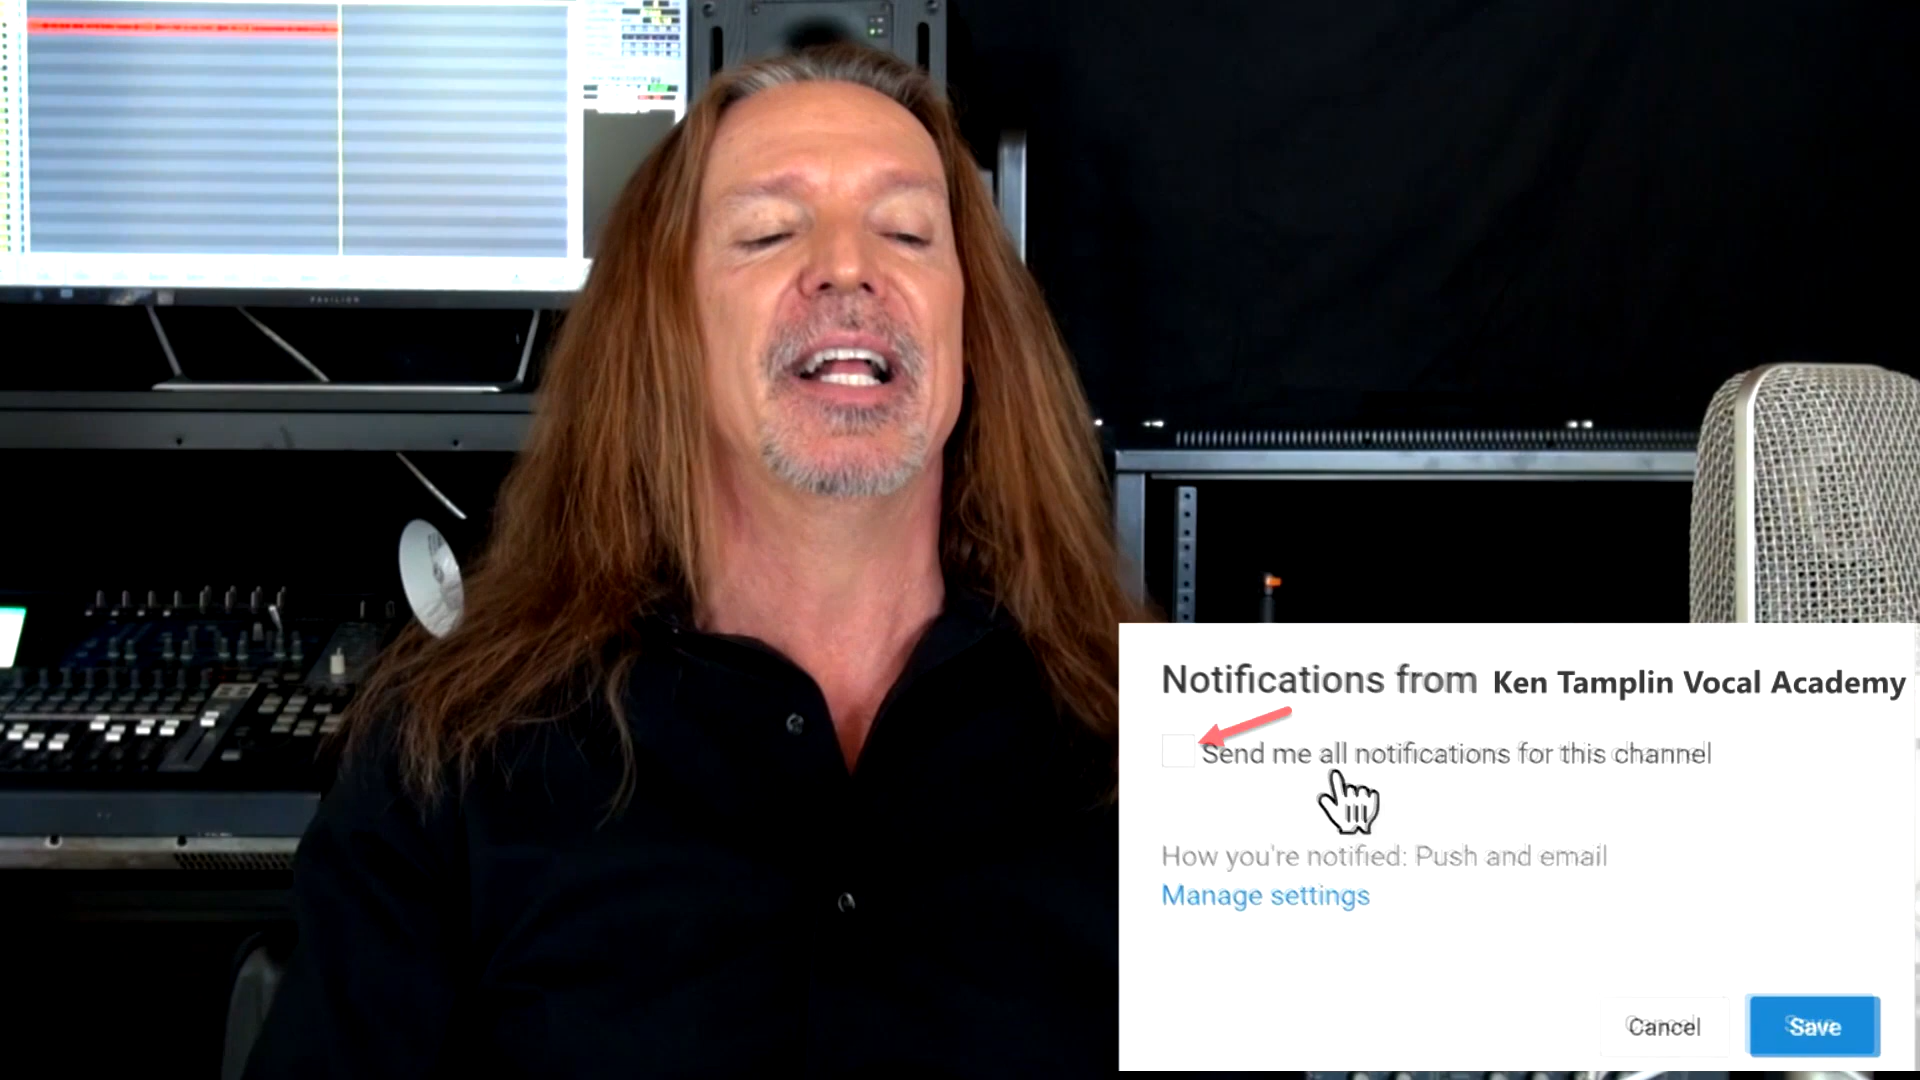 PAVILION
Notifications from Ken Tamplin Vocal Academy
Send me all notifications for this channel
How you're notified: Push and email
Manage settings
Cancel Save